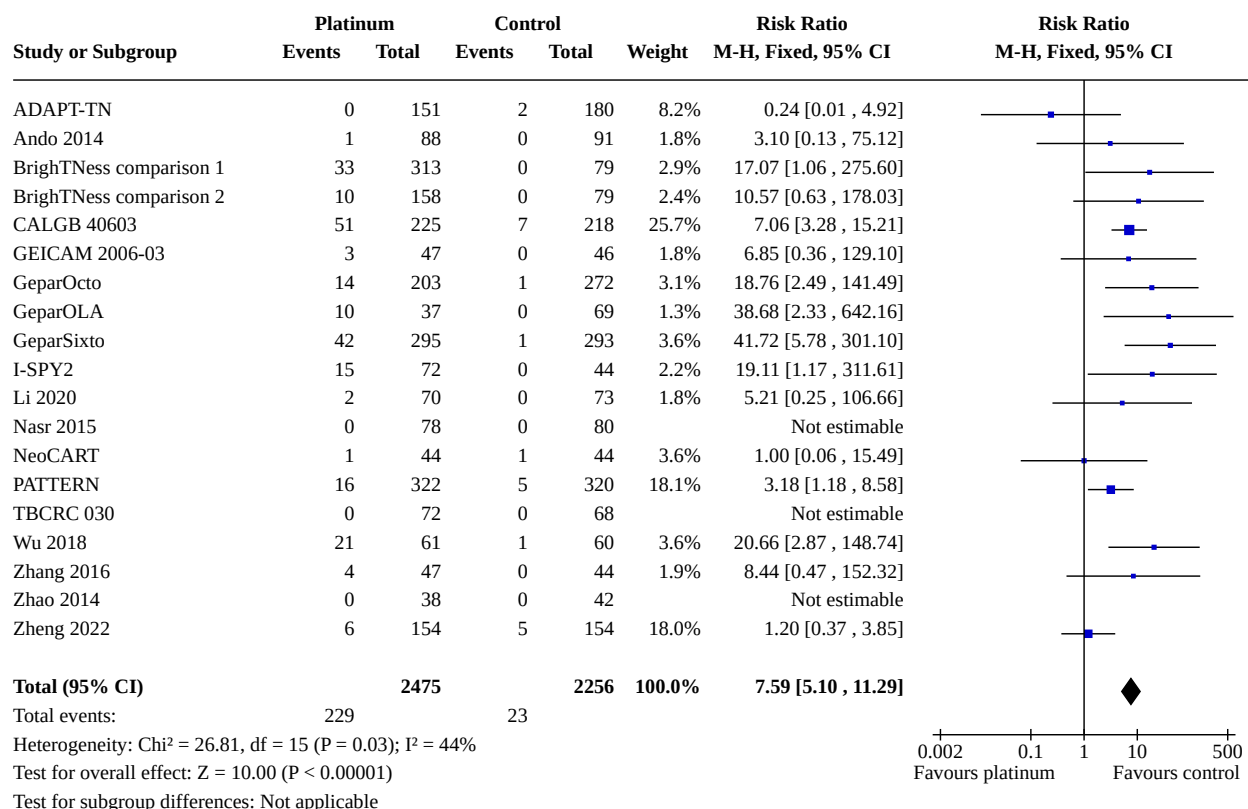 Platinum Control Risk Ratio Risk Ratio
Study or Subgroup Events Total Events Total Weight M-H, Fixed, 95% CI M-H, Fixed, 95% CI
ADAPT-TN 0 151 2 180 8.2% 0.24 [0.01 , 4.92]
Ando 2014 1 88 0 91 1.8% 3.10 [0.13 , 75.12]
BrighTNess comparison 1 33 313 0 79 2.9% 17.07 [1.06 , 275.60]
BrighTNess comparison 2 10 158 0 79 2.4% 10.57 [0.63 , 178.03]
CALGB 40603 51 225 7 218 25.7% 7.06 [3.28 , 15.21]
GEICAM 2006-03 3 47 0 46 1.8% 6.85 [0.36 , 129.10]
GeparOcto 14 203 1 272 3.1% 18.76 [2.49 , 141.49]
GeparOLA 10 37 0 69 1.3% 38.68 [2.33 , 642.16]
GeparSixto 42 295 1 293 3.6% 41.72 [5.78 , 301.10]
I-SPY2 15 72 0 44 2.2% 19.11 [1.17 , 311.61]
Li 2020 2 70 0 73 1.8% 5.21 [0.25 , 106.66]
Nasr 2015 0 78 0 80 Not estimable
NeoCART 1 44 1 44 3.6% 1.00 [0.06 , 15.49]
PATTERN 16 322 5 320 18.1% 3.18 [1.18 , 8.58]
TBCRC 030 0 72 0 68 Not estimable
Wu 2018 21 61 1 60 3.6% 20.66 [2.87 , 148.74]
Zhang 2016 4 47 0 44 1.9% 8.44 [0.47 , 152.32]
Zhao 2014 0 38 0 42 Not estimable
Zheng 2022 6 154 5 154 18.0% 1.20 [0.37 , 3.85]
Total (95% CI) 2475 2256 100.0% 7.59 [5.10 , 11.29]
Total events: 229 23
Heterogeneity: Chi² = 26.81, df = 15 (P = 0.03); I² = 44%
Test for overall effect: Z = 10.00 (P < 0.00001)
Test for subgroup differences: Not applicable
0.002 0.1 1 10 500
Favours platinum Favours control